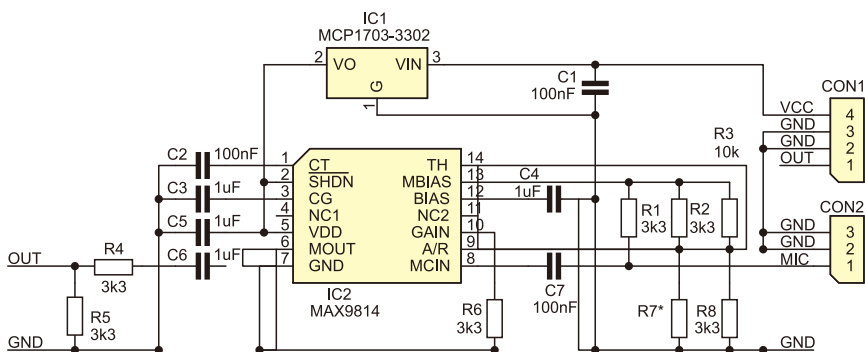 IC1
MCP1703-3302
2 VO VIN 3
G
1
C1
100nF
CON1
VCC 4
GND 3
GND 2
OUT 1
R3
10k
C2 100nF
C3 1uF
C5 1uF
C6 1uF
1 CT TH 14
2 SHDN MBIAS 13
3 CG BIAS 12
4 NC1 NC2 11
5 VDD GAIN 10
6 MOUT A/R 9
7 GND MCIN 8
IC2
MAX9814
C4
1uF
R1
3k3
R2
3k3
CON2
GND 3
GND 2
MIC 1
OUT
R4
3k3
R5
3k3
R6
3k3
C7
100nF
R7*
R8
3k3
GND
GND